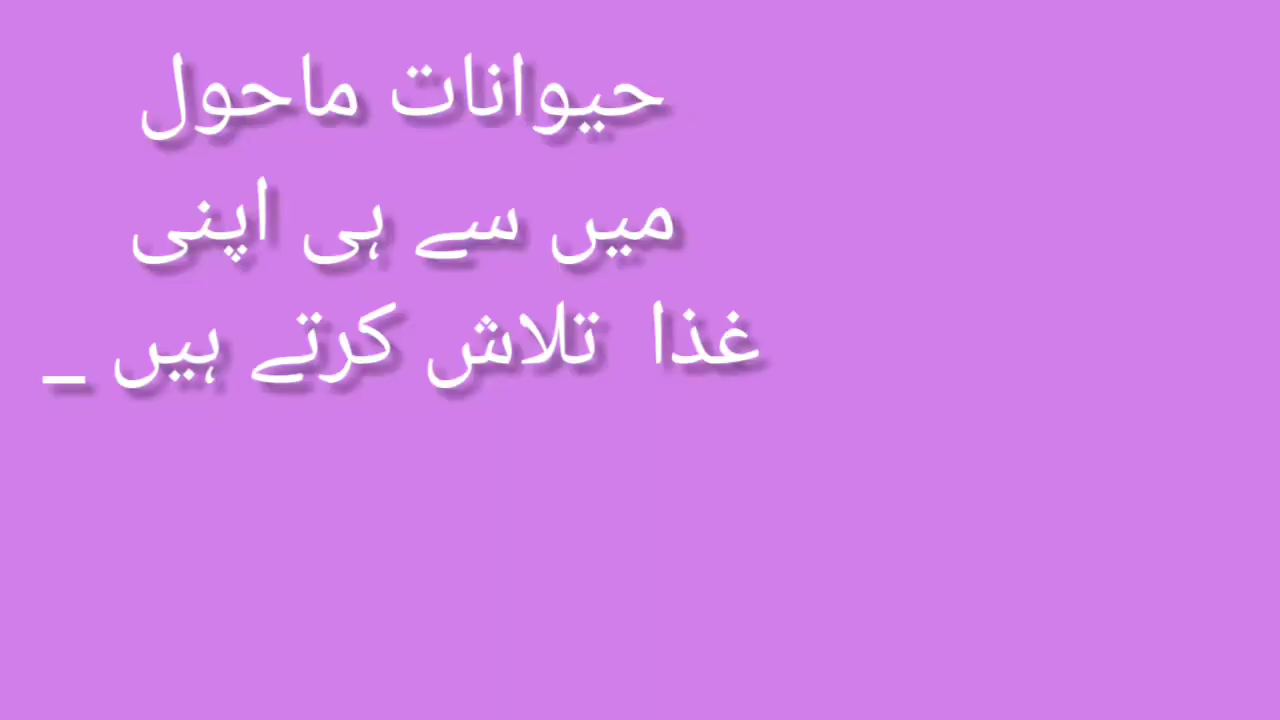 حیوانات ماحول
میں سے ہی اپنی
غذا  تلاش کرتے ہیں _